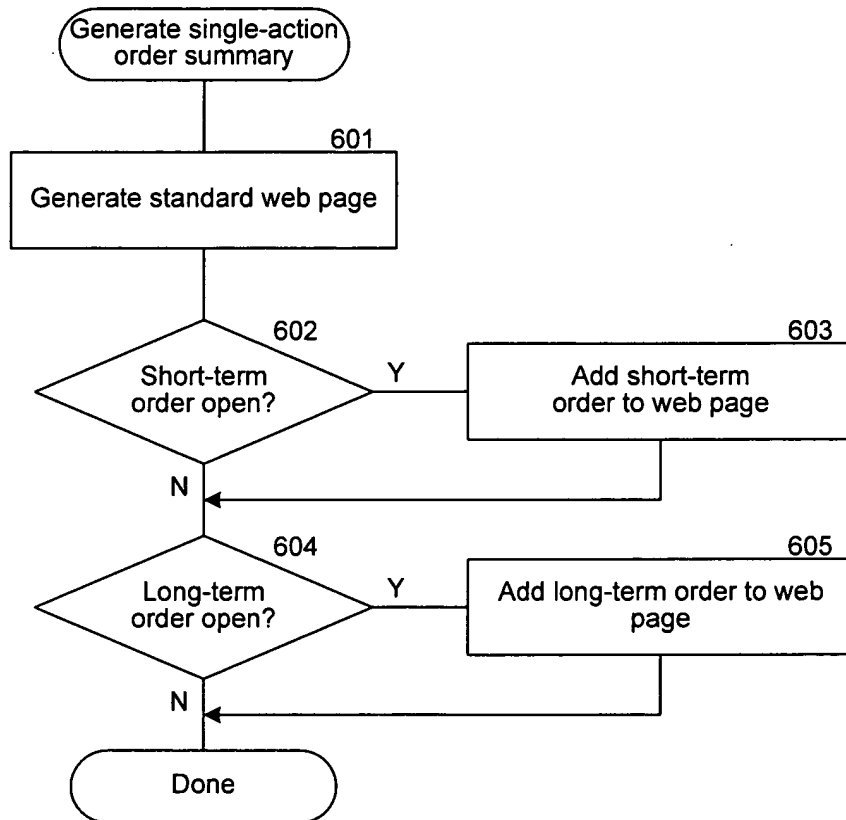 Generate single-action
order summary
601
Generate standard web page
602
Short-term
order open?
Y
603
Add short-term
order to web page
N
604
Long-term
order open?
Y
605
Add long-term order to web
page
N
Done